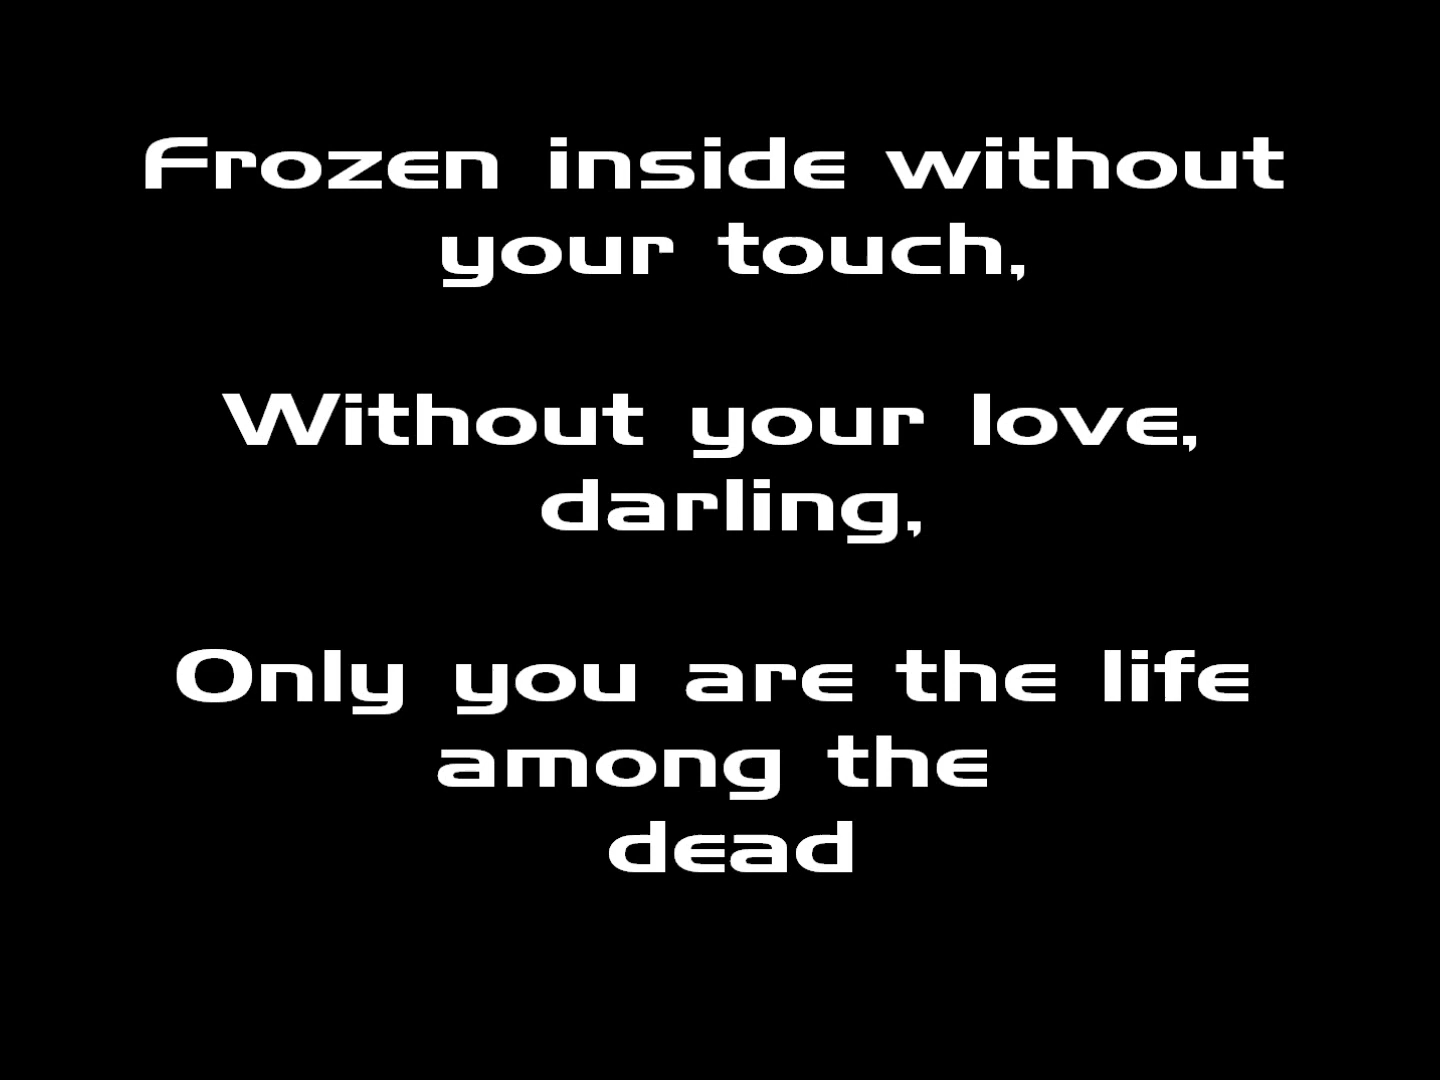 Frozen inside without
your touch,
Without your love,
darling,
Only you are the life
among the
dead